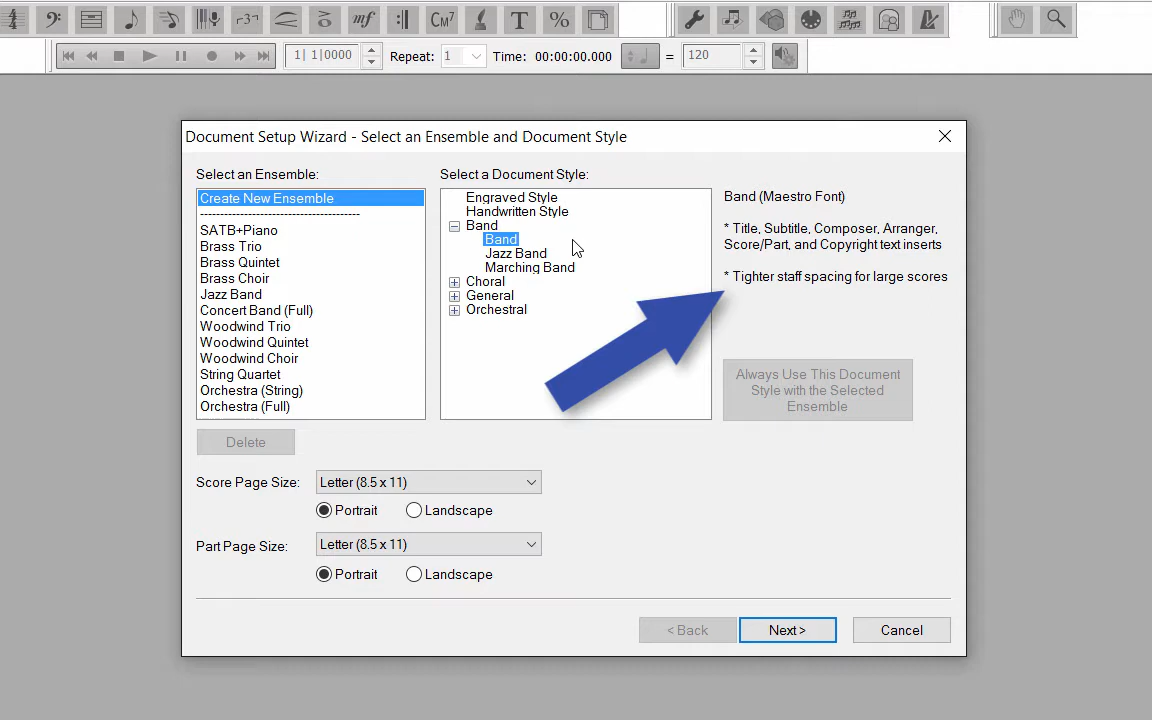 mf
CM7
T
%
1| 1|0000
Repeat: 1
Time: 00:00:00.000
= 120
Document Setup Wizard - Select an Ensemble and Document Style
Select an Ensemble:
Create New Ensemble
----------------------------------------
SATB+Piano
Brass Trio
Brass Quintet
Brass Choir
Jazz Band
Concert Band (Full)
Woodwind Trio
Woodwind Quintet
Woodwind Choir
String Quartet
Orchestra (String)
Orchestra (Full)
Delete
Select a Document Style:
Engraved Style
Handwritten Style
Band
Band
Jazz Band
Marching Band
Choral
General
Orchestral
Band (Maestro Font)
* Title, Subtitle, Composer, Arranger,
Score/Part, and Copyright text inserts
* Tighter staff spacing for large scores
Always Use This Document
Style with the Selected
Ensemble
Score Page Size: Letter (8.5 x 11)
Portrait Landscape
Part Page Size: Letter (8.5 x 11)
Portrait Landscape
< Back Next > Cancel